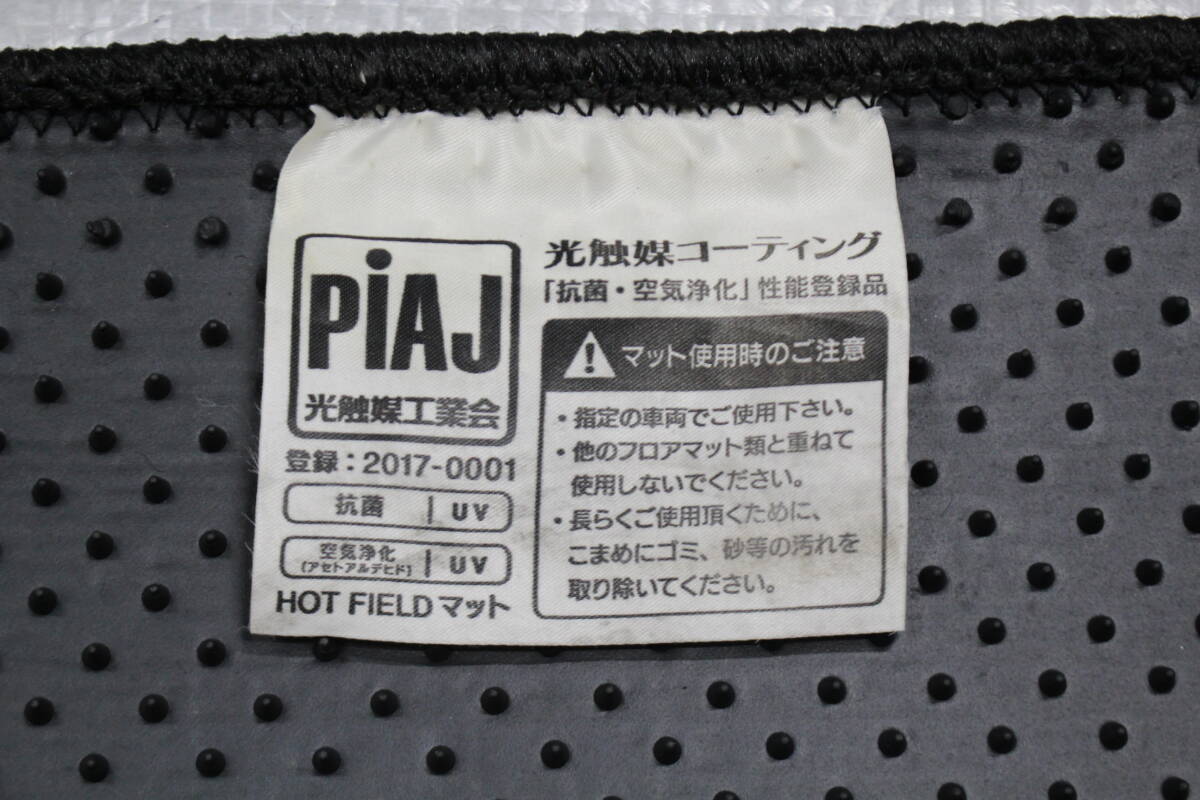 PiAJ
光触媒工業会
登録：2017-0001
抗菌 | UV
空気浄化 | UV
[アセトアルデヒド]
HOT FIELDマット
光触媒コーティング
「抗菌・空気浄化」性能登録品
マット使用時のご注意
・指定の車両でご使用下さい。
・他のフロアマット類と重ねて
使用しないでください。
・長らくご使用頂くために、
こまめにゴミ、砂等の汚れを
取り除いてください。